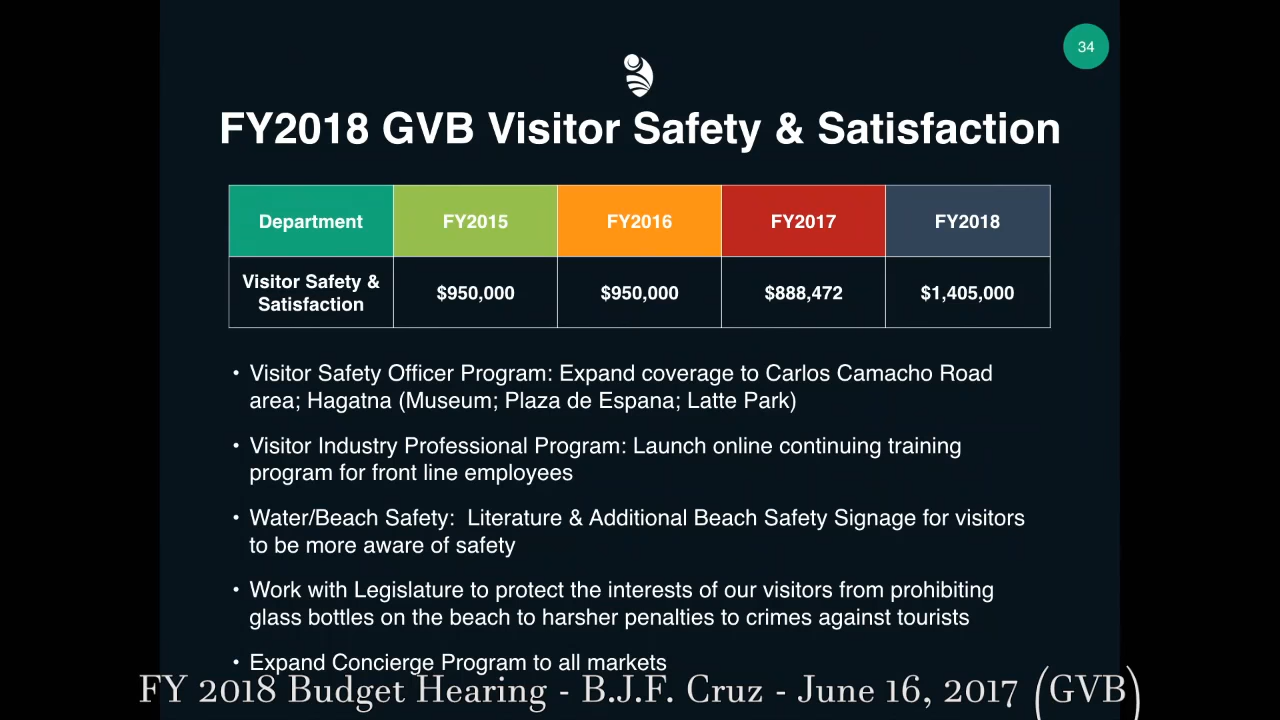 34
FY2018 GVB Visitor Safety & Satisfaction
Department FY2015 FY2016 FY2017 FY2018
Visitor Safety &
Satisfaction $950,000 $950,000 $888,472 $1,405,000
• Visitor Safety Officer Program: Expand coverage to Carlos Camacho Road
area; Hagatna (Museum; Plaza de Espana; Latte Park)
• Visitor Industry Professional Program: Launch online continuing training
program for front line employees
• Water/Beach Safety:  Literature & Additional Beach Safety Signage for visitors
to be more aware of safety
• Work with Legislature to protect the interests of our visitors from prohibiting
glass bottles on the beach to harsher penalties to crimes against tourists
• Expand Concierge Program to all markets
FY 2018 Budget Hearing - B.J.F. Cruz - June 16, 2017 (GVB)